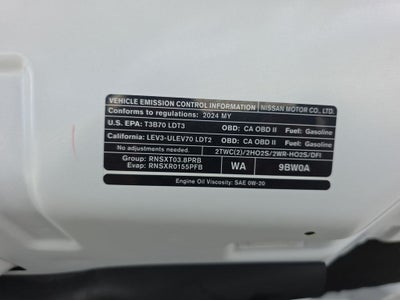 VEHICLE EMISSION CONTROL INFORMATION NISSAN MOTOR CO., LTD.
Conforms to regulations: 2024 MY
U.S. EPA: T3B70 LDT3 OBD: CA OBD II Fuel: Gasoline
California: LEV3-ULEV70 LDT2 OBD: CA OBD II Fuel: Gasoline
No adjustments needed. 2TWC(2)/2HO2S/2WR-HO2S/DFI
Group: RNSXT03.8PRB WA 9BW0A
Evap: RNSXR0155PFB
Engine Oil Viscosity: SAE 0W-20